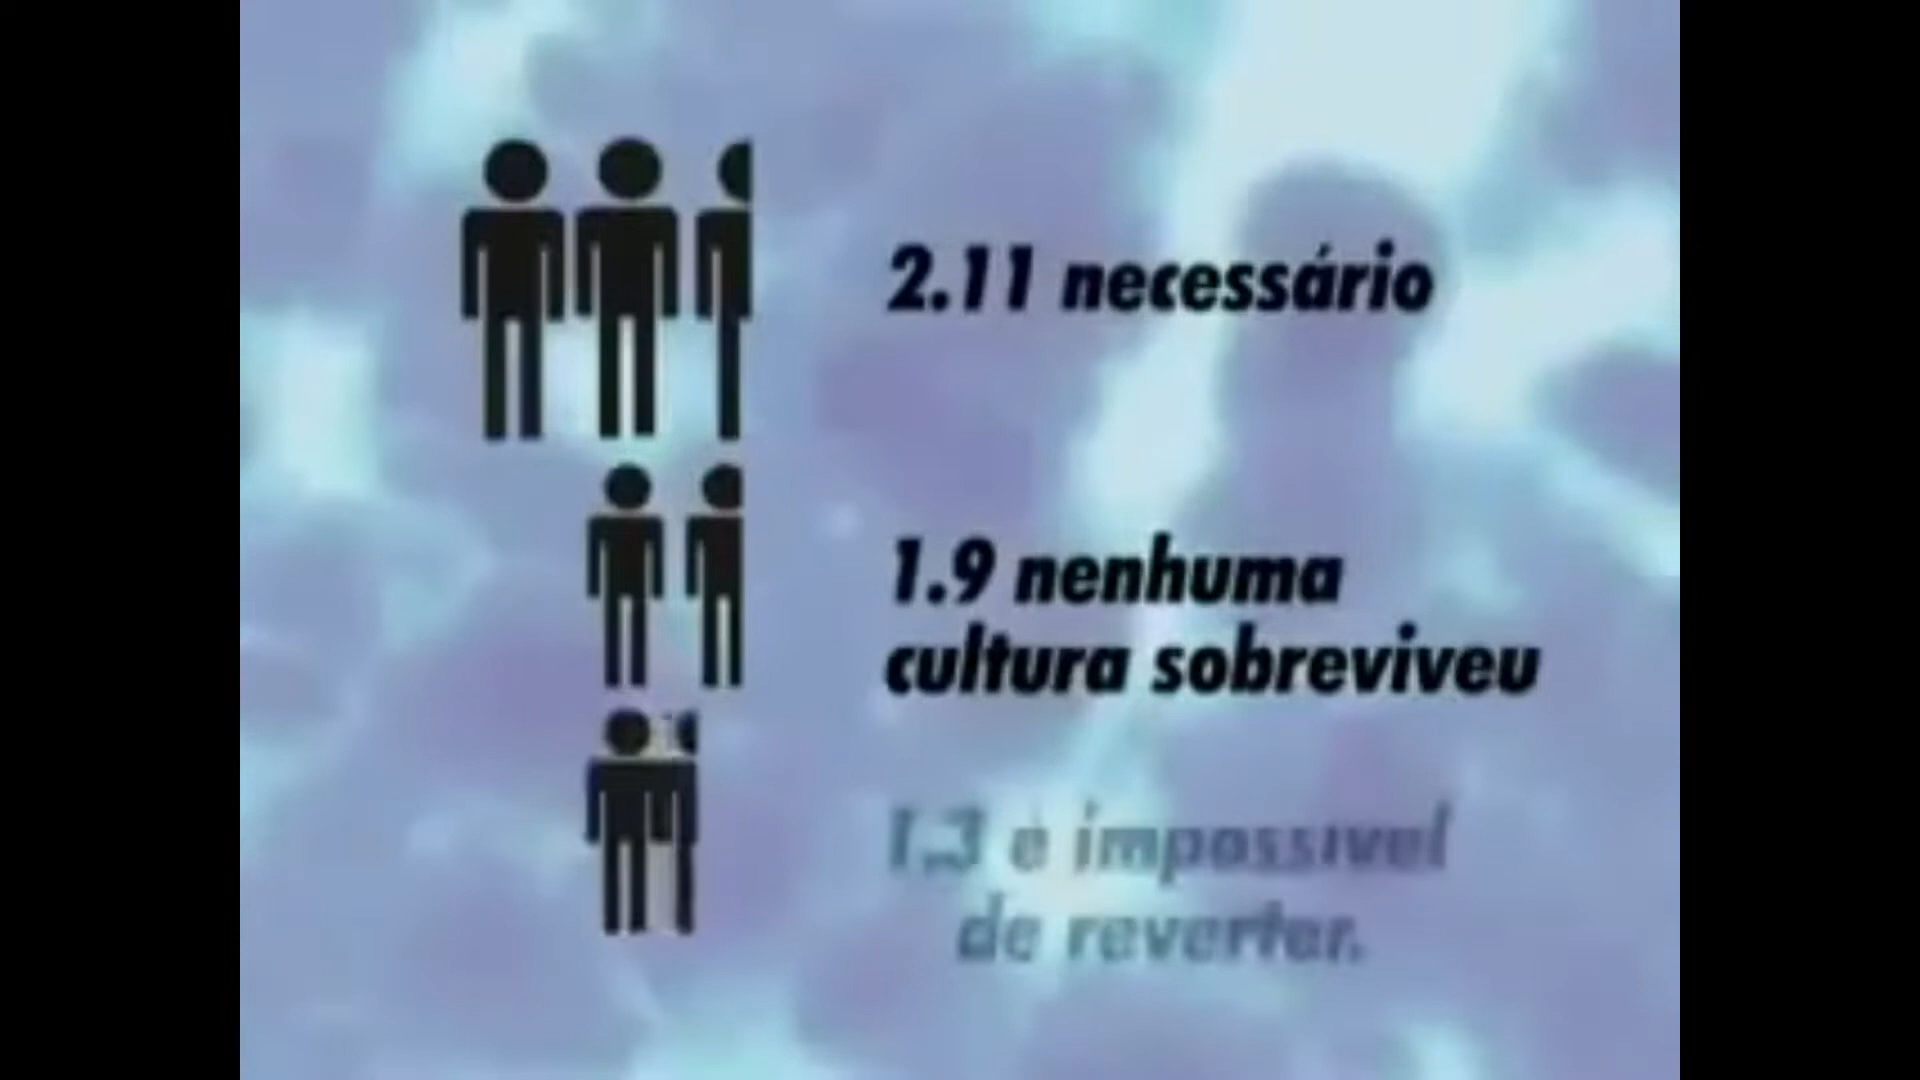 2.11 necessário
1.9 nenhuma
cultura sobreviveu
1.3 é impossível
de reverter.